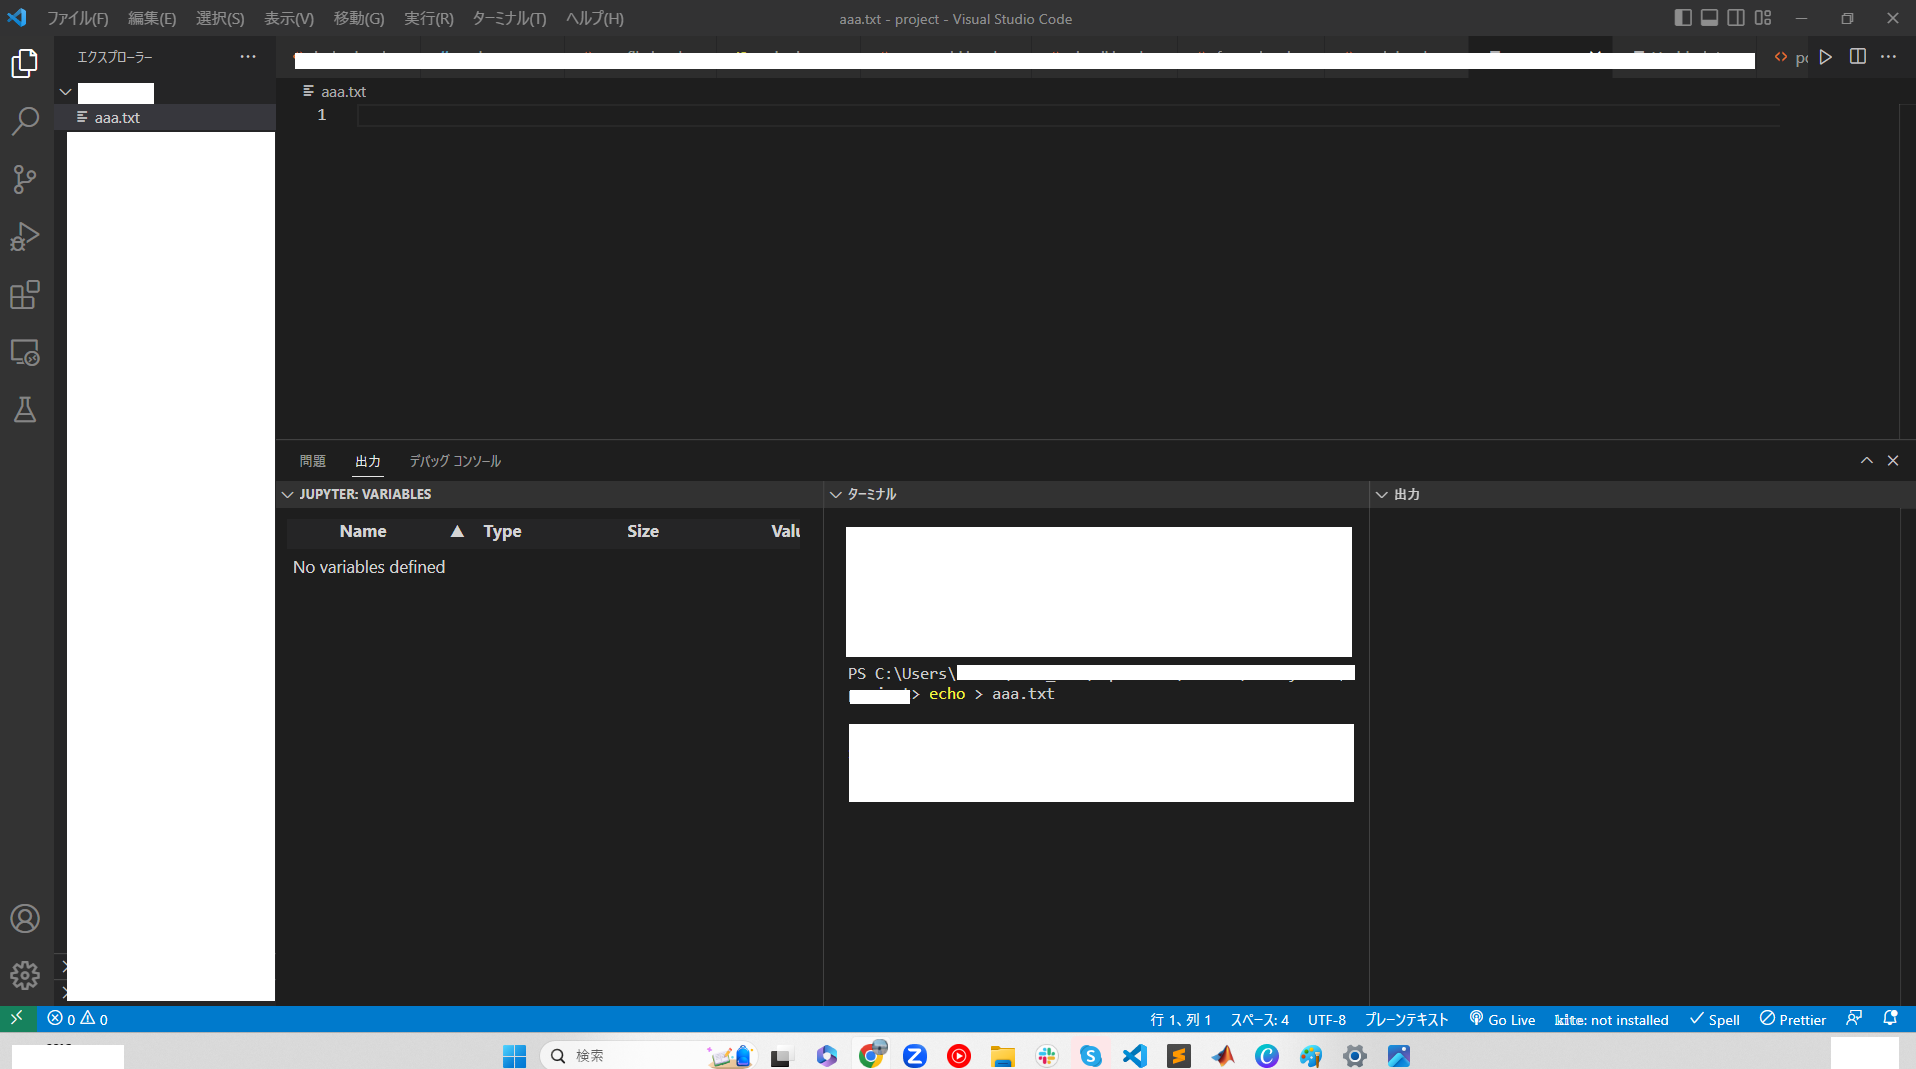 ファイル(F) 編集(E) 選択(S) 表示(V) 移動(G) 実行(R) ターミナル(T) ヘルプ(H)
aaa.txt - project - Visual Studio Code
エクスプローラー
aaa.txt
aaa.txt
1
問題 出力 デバッグ コンソール
JUPYTER: VARIABLES
Name Type Size
No variables defined
ターミナル
PS C:\Users\
> echo > aaa.txt
出力
0 0
行 1、列 1 スペース: 4 UTF-8 プレーンテキスト Go Live kite: not installed Spell Prettier
検索